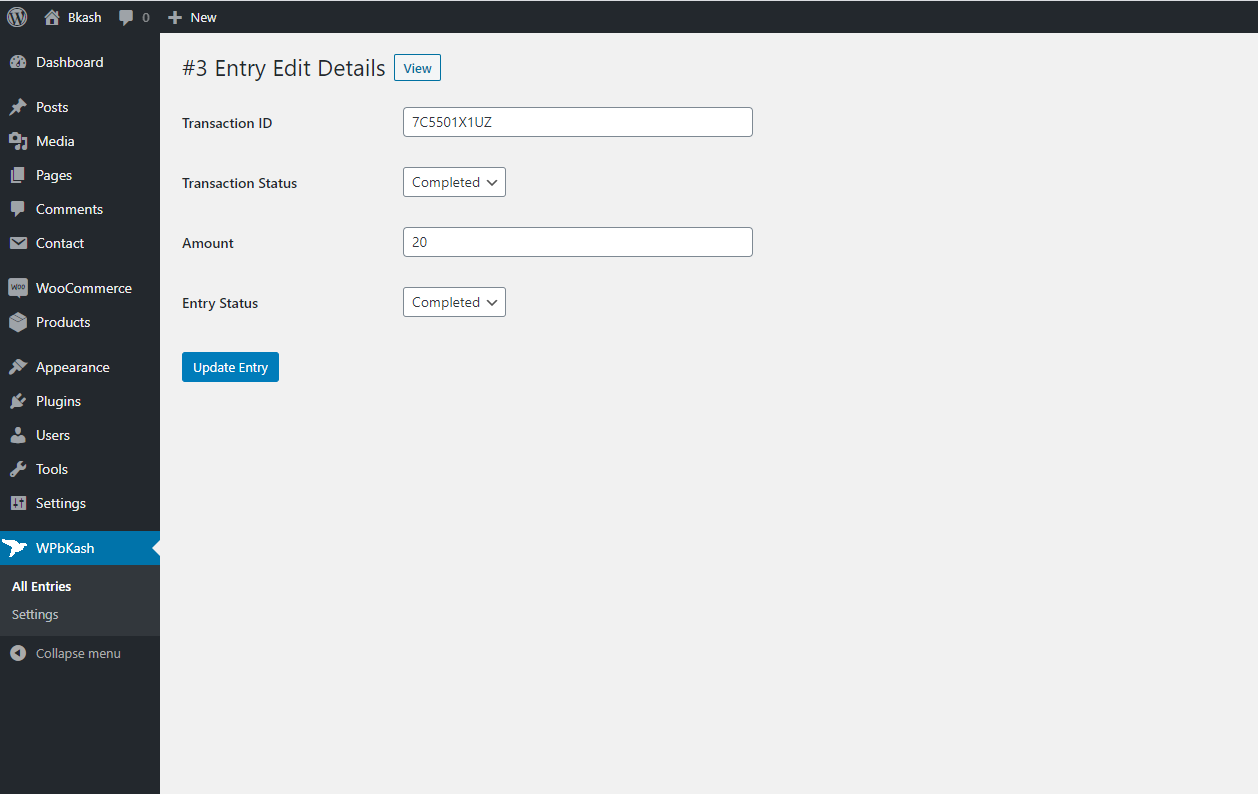 Bkash 0 New
Dashboard
Posts
Media
Pages
Comments
Contact
WooCommerce
Products
Appearance
Plugins
Users
Tools
Settings
WPbKash
All Entries
Settings
Collapse menu
#3 Entry Edit Details View
Transaction ID 7C5501X1UZ
Transaction Status Completed
Amount 20
Entry Status Completed
Update Entry